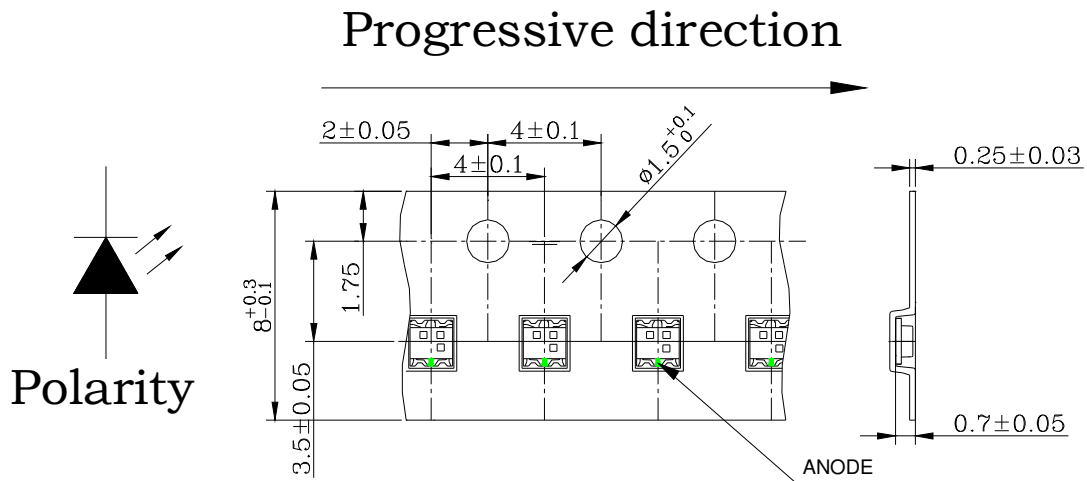 Progressive direction
2±0.05
4±0.1
4±0.1
ø1.5 +0.1 0
0.25±0.03
1.75
8 +0.3 -0.1
3.5±0.05
Polarity
0.7±0.05
ANODE